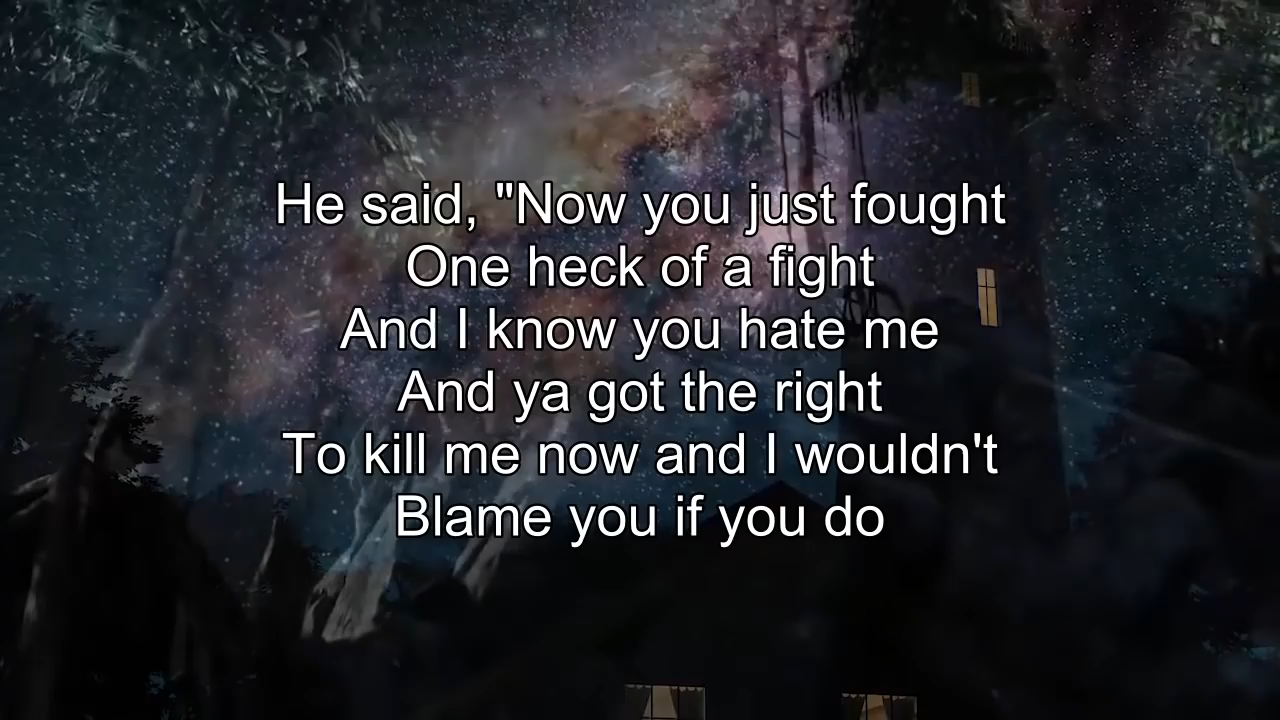 He said, "Now you just fought
One heck of a fight
And I know you hate me
And ya got the right
To kill me now and I wouldn't
Blame you if you do